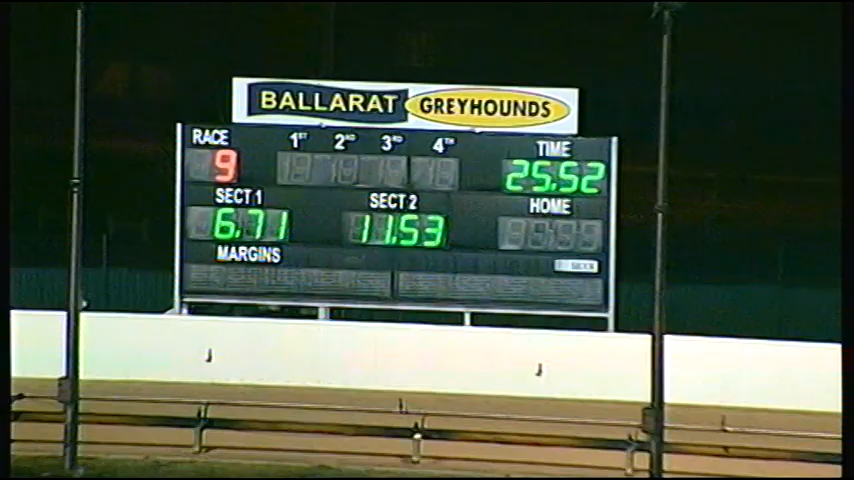 BALLARAT GREYHOUNDS
RACE 1ST 2ND 3RD 4TH TIME
9 25.52
SECT 1 SECT 2 HOME
6.71 11.53
MARGINS